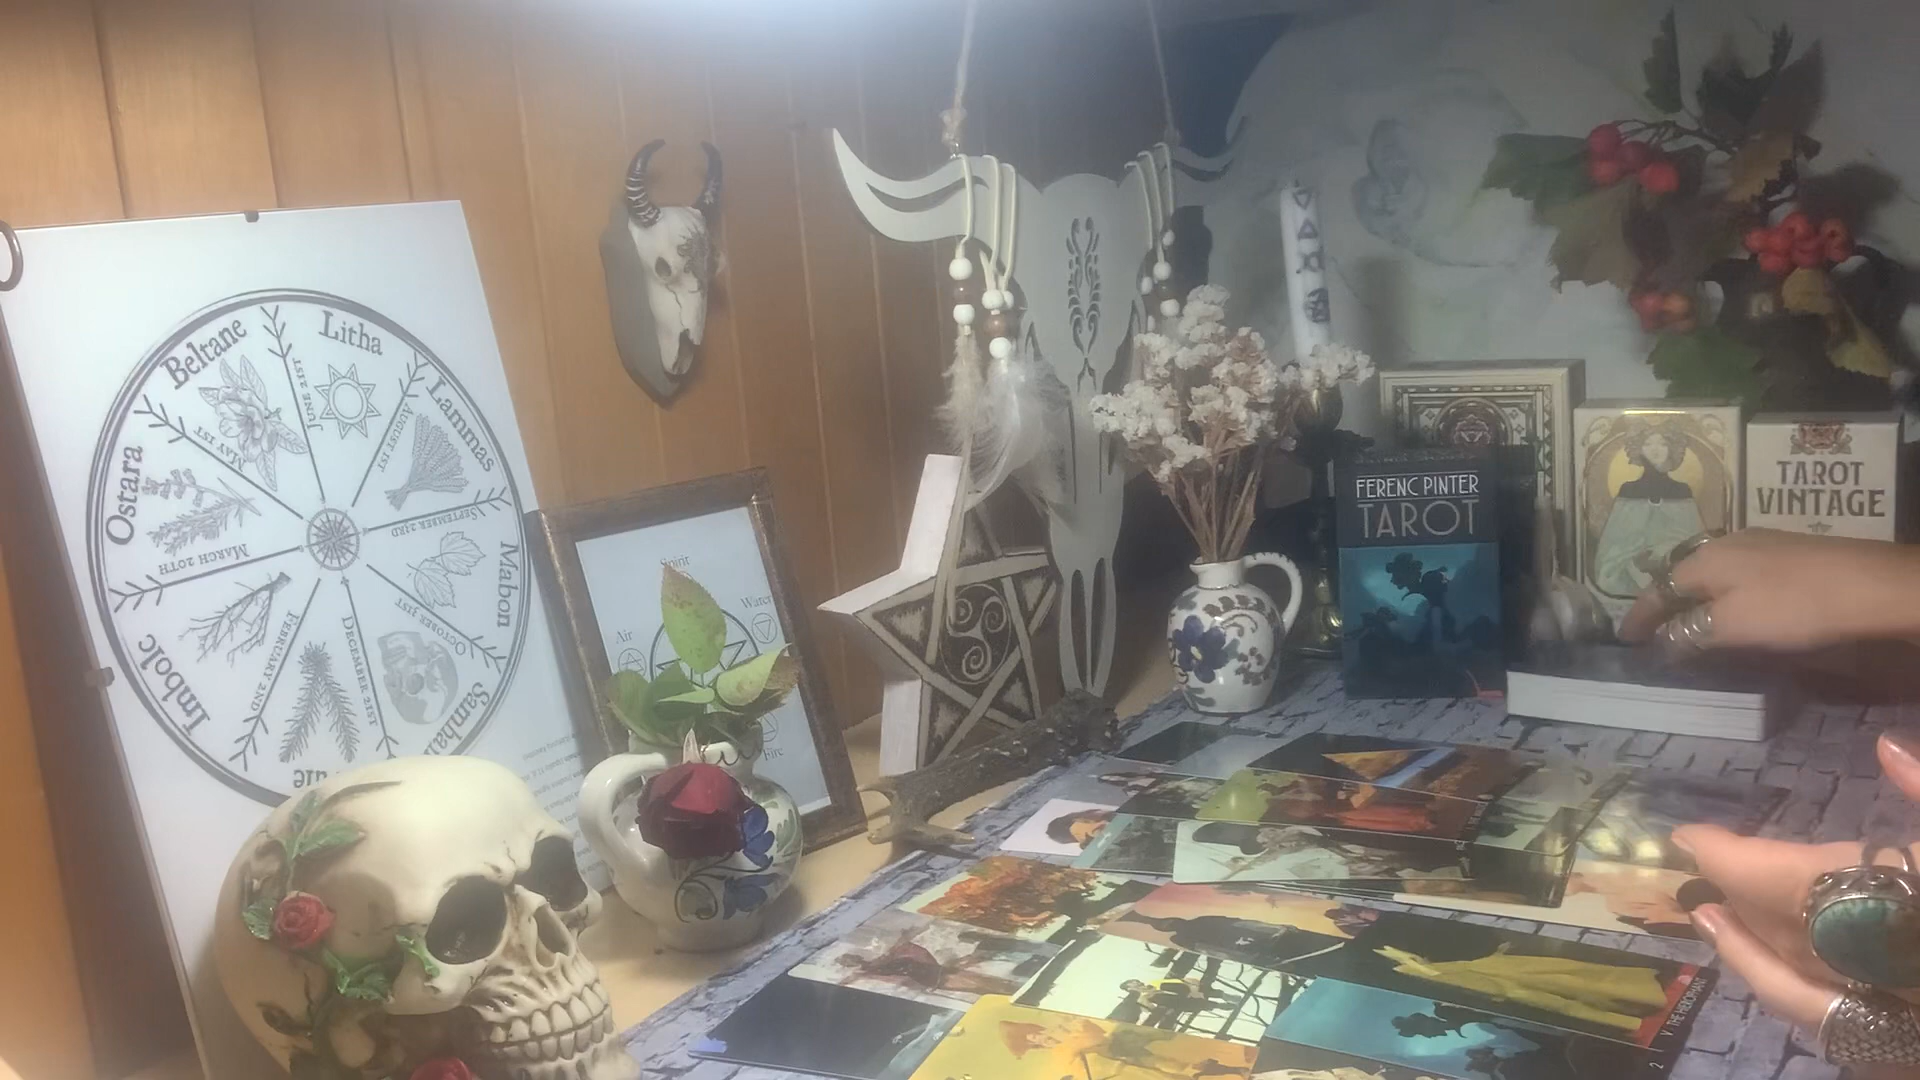 Beltane
Litha
Lammas
Mabon
Samhain
Imbolc
Ostara
JUNE 21ST
AUGUST 1ST
SEPTEMBER 23RD
OCTOBER 31ST
DECEMBER 21ST
FEBRUARY 2ND
MARCH 20TH
MAY 1ST
Spirit
Water
Air
Fire
FERENC PINTER
TAROT
TAROT
VINTAGE
V THE HIEROPHANT